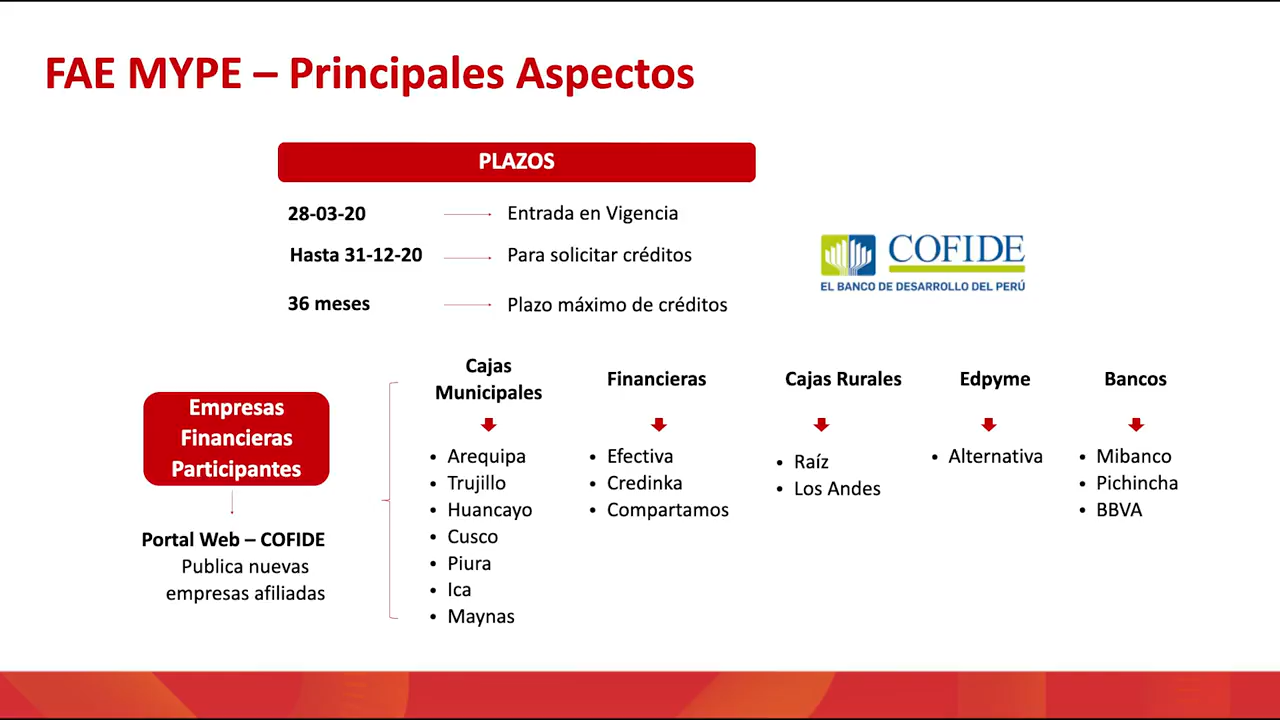 FAE MYPE – Principales Aspectos
PLAZOS
28-03-20 Entrada en Vigencia
Hasta 31-12-20 Para solicitar créditos
36 meses Plazo máximo de créditos
COFIDE
EL BANCO DE DESARROLLO DEL PERÚ
Empresas
Financieras
Participantes
Portal Web – COFIDE
Publica nuevas
empresas afiliadas
Cajas
Municipales
• Arequipa
• Trujillo
• Huancayo
• Cusco
• Piura
• Ica
• Maynas
Financieras
• Efectiva
• Credinka
• Compartamos
Cajas Rurales
• Raíz
• Los Andes
Edpyme
• Alternativa
Bancos
• Mibanco
• Pichincha
• BBVA